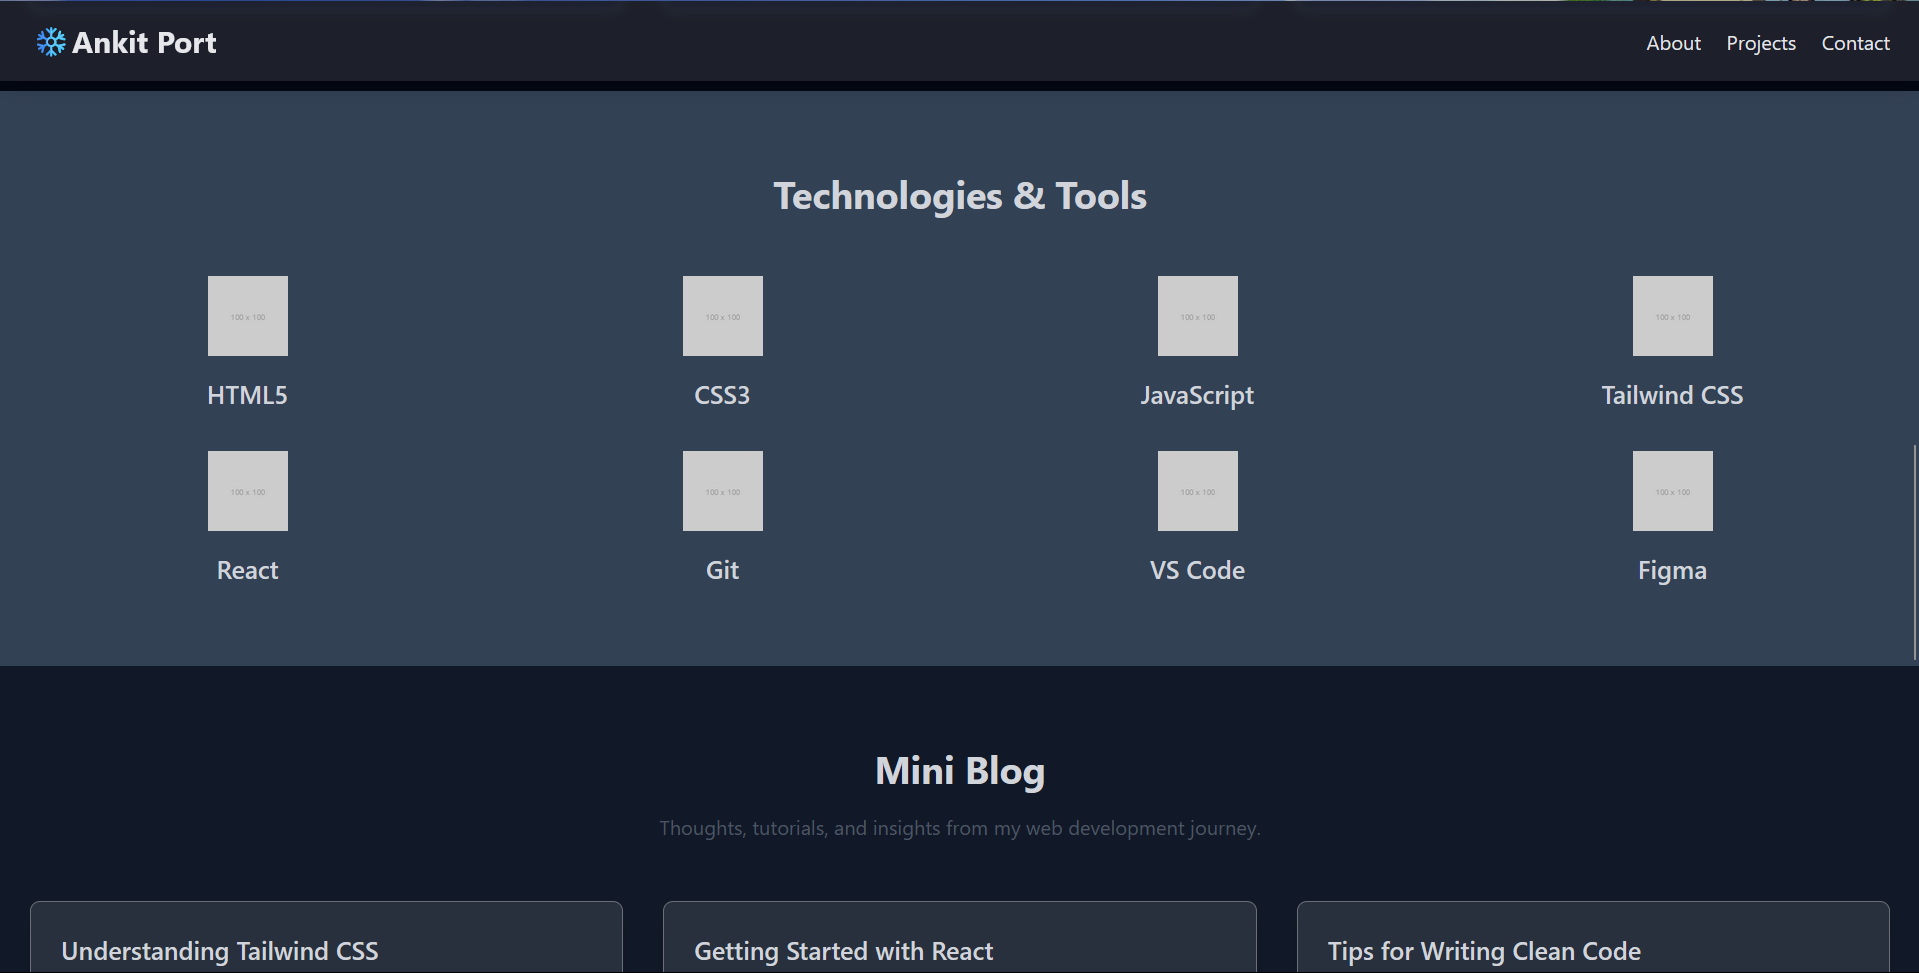 Ankit Port
About Projects Contact
Technologies & Tools
100 x 100 100 x 100 100 x 100 100 x 100
HTML5 CSS3 JavaScript Tailwind CSS
100 x 100 100 x 100 100 x 100 100 x 100
React Git VS Code Figma
Mini Blog
Thoughts, tutorials, and insights from my web development journey.
Understanding Tailwind CSS
Getting Started with React
Tips for Writing Clean Code